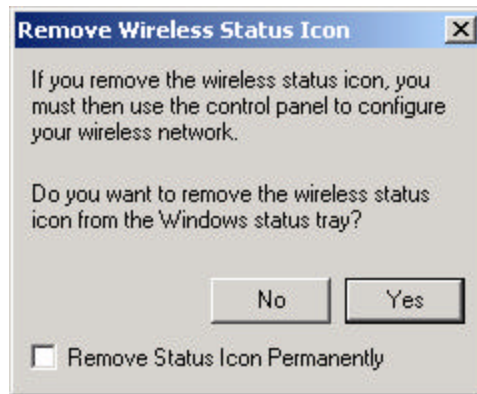 Remove Wireless Status Icon
If you remove the wireless status icon, you
must then use the control panel to configure
your wireless network.
Do you want to remove the wireless status
icon from the Windows status tray?
No Yes
Remove Status Icon Permanently